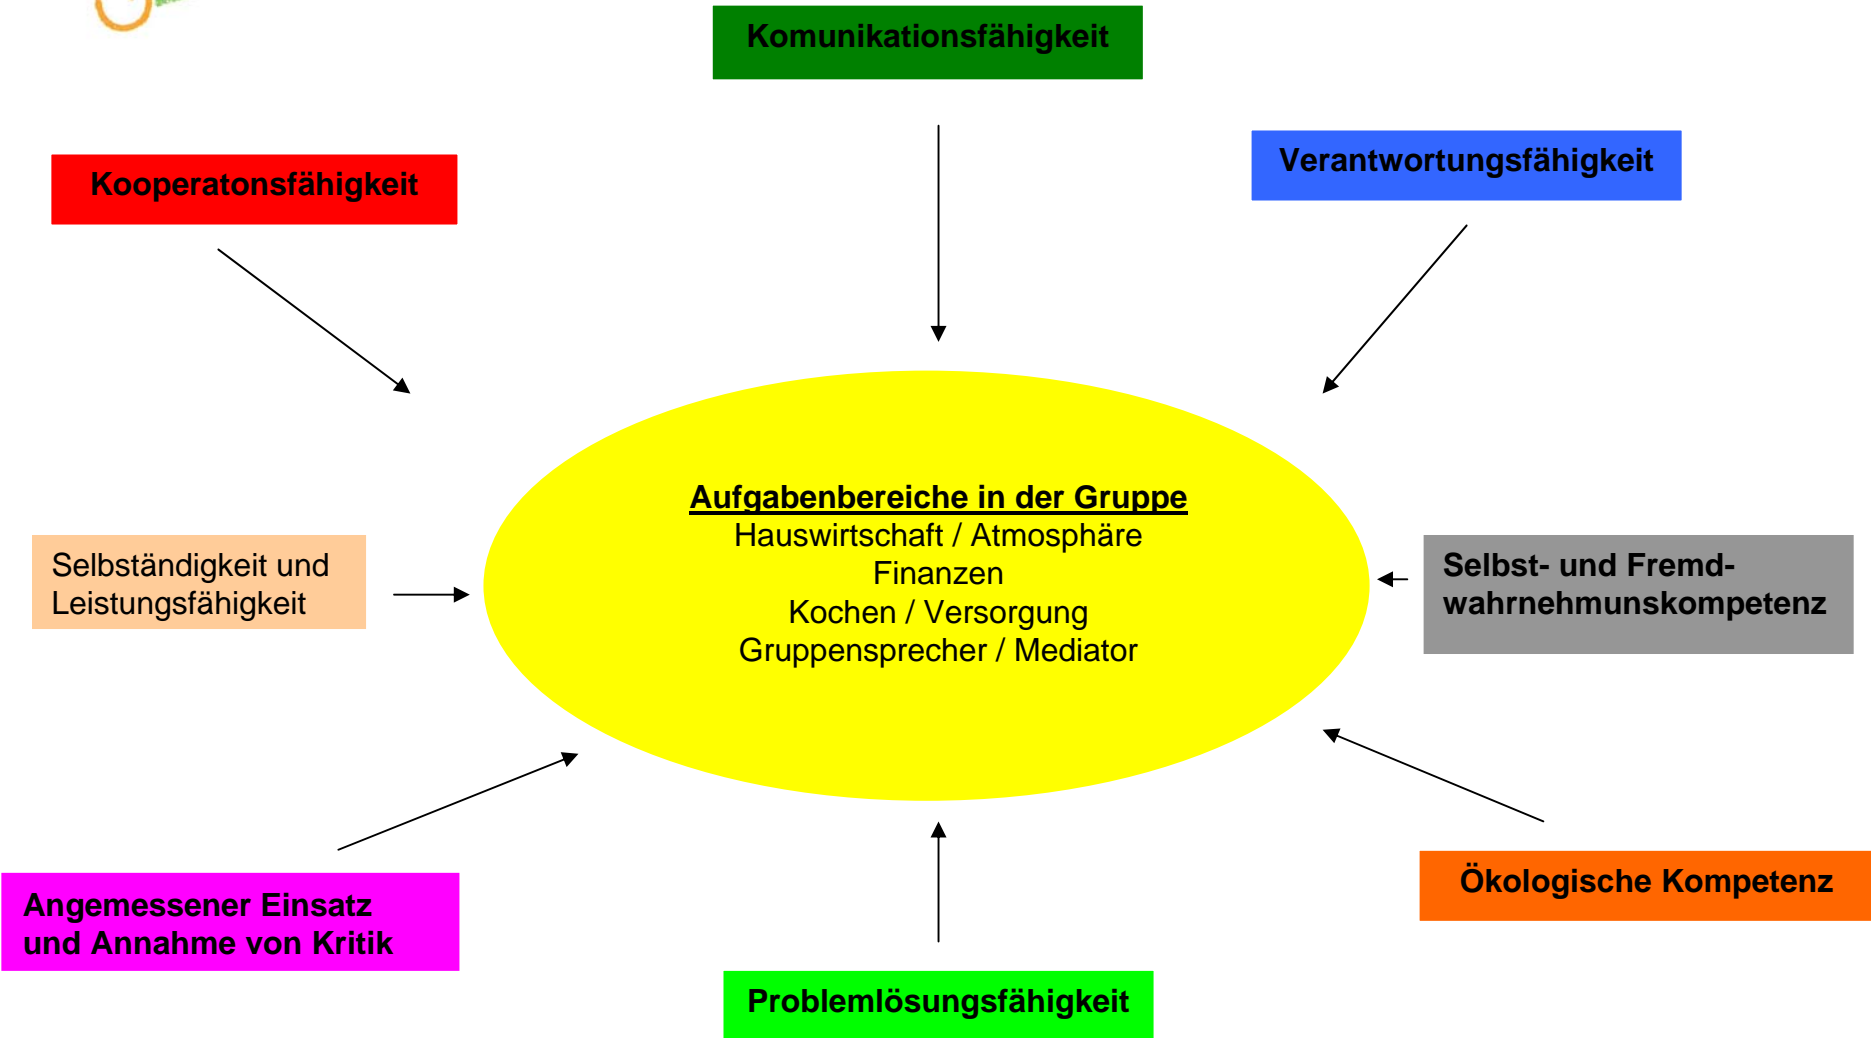 Komunikationsfähigkeit
Kooperatonsfähigkeit
Verantwortungsfähigkeit
Aufgabenbereiche in der Gruppe
Hauswirtschaft / Atmosphäre
Finanzen
Kochen / Versorgung
Gruppensprecher / Mediator
Selbständigkeit und
Leistungsfähigkeit
Selbst- und Fremd-
wahrnehmunskompetenz
Angemessener Einsatz
und Annahme von Kritik
Ökologische Kompetenz
Problemlösungsfähigkeit